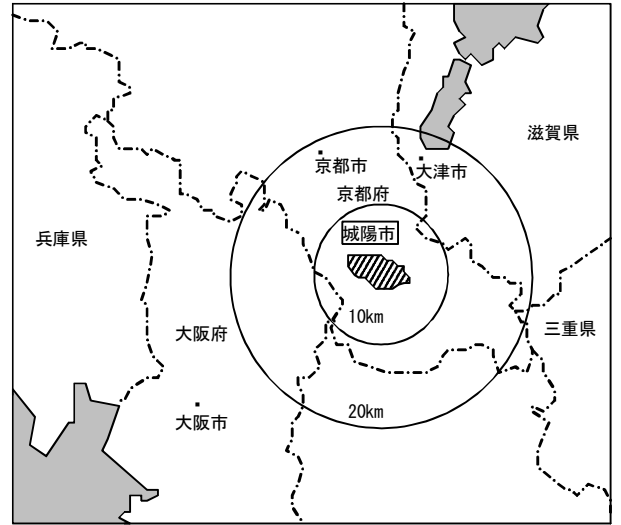 滋賀県
京都市
大津市
京都府
城陽市
兵庫県
10km
大阪府
三重県
20km
大阪市